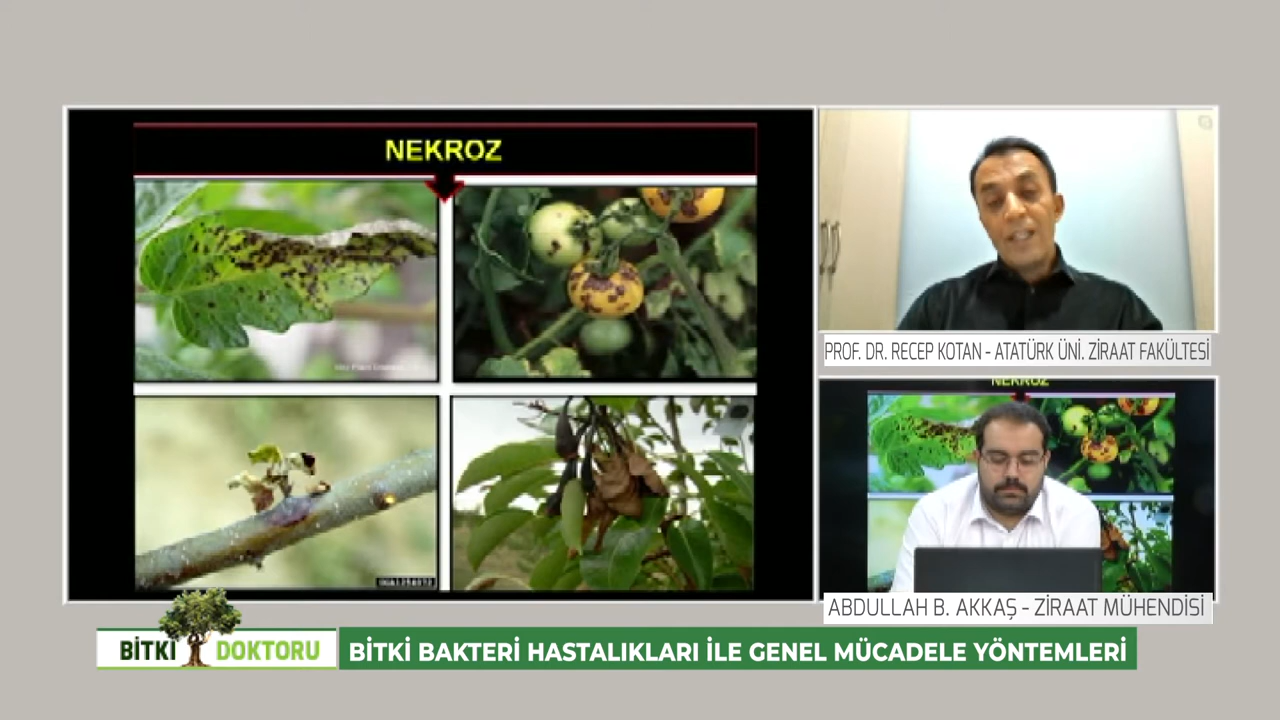 NEKROZ
PROF. DR. RECEP KOTAN - ATATÜRK ÜNİ. ZİRAAT FAKÜLTESİ
NEKROZ
ABDULLAH B. AKKAŞ - ZİRAAT MÜHENDİSİ
BİTKİ DOKTORU
BİTKİ BAKTERİ HASTALIKLARI İLE GENEL MÜCADELE YÖNTEMLERİ